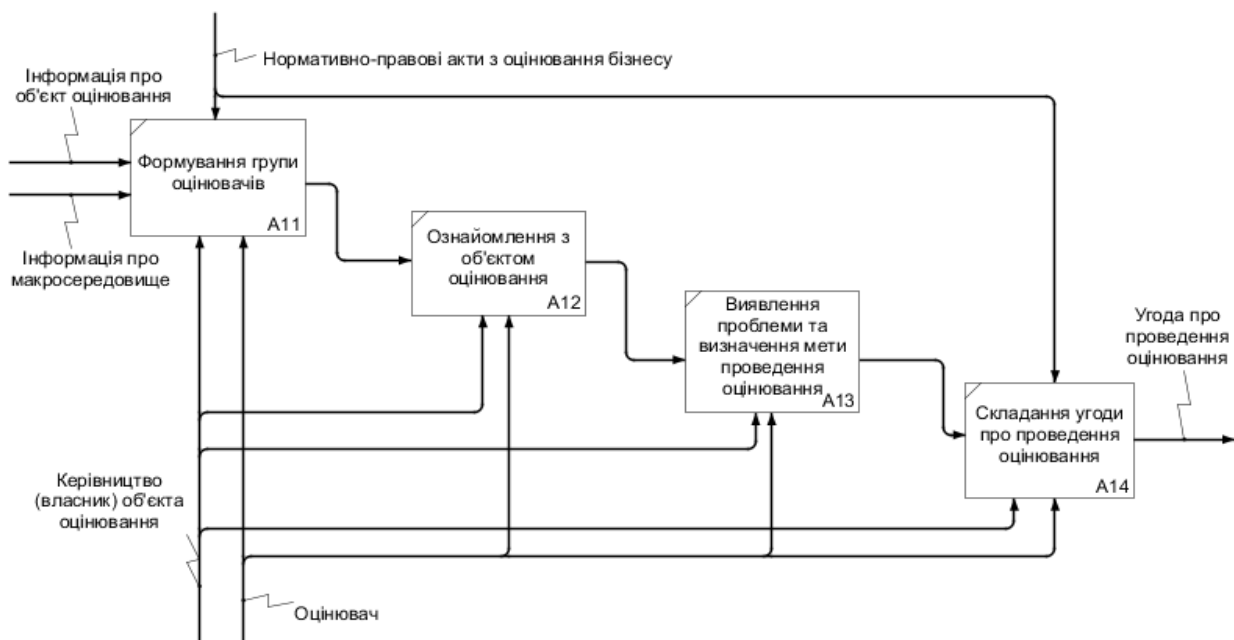 Нормативно-правові акти з оцінювання бізнесу
Інформація про
об'єкт оцінювання
Формування групи
оцінювачів
A11
Інформація про
макросередовище
Ознайомлення з
об'єктом
оцінювання
A12
Виявлення
проблеми та
визначення мети
проведення
оцінювання
A13
Угода про
проведення
оцінювання
Складання угоди
про проведення
оцінювання
A14
Керівництво
(власник) об'єкта
оцінювання
Оцінювач